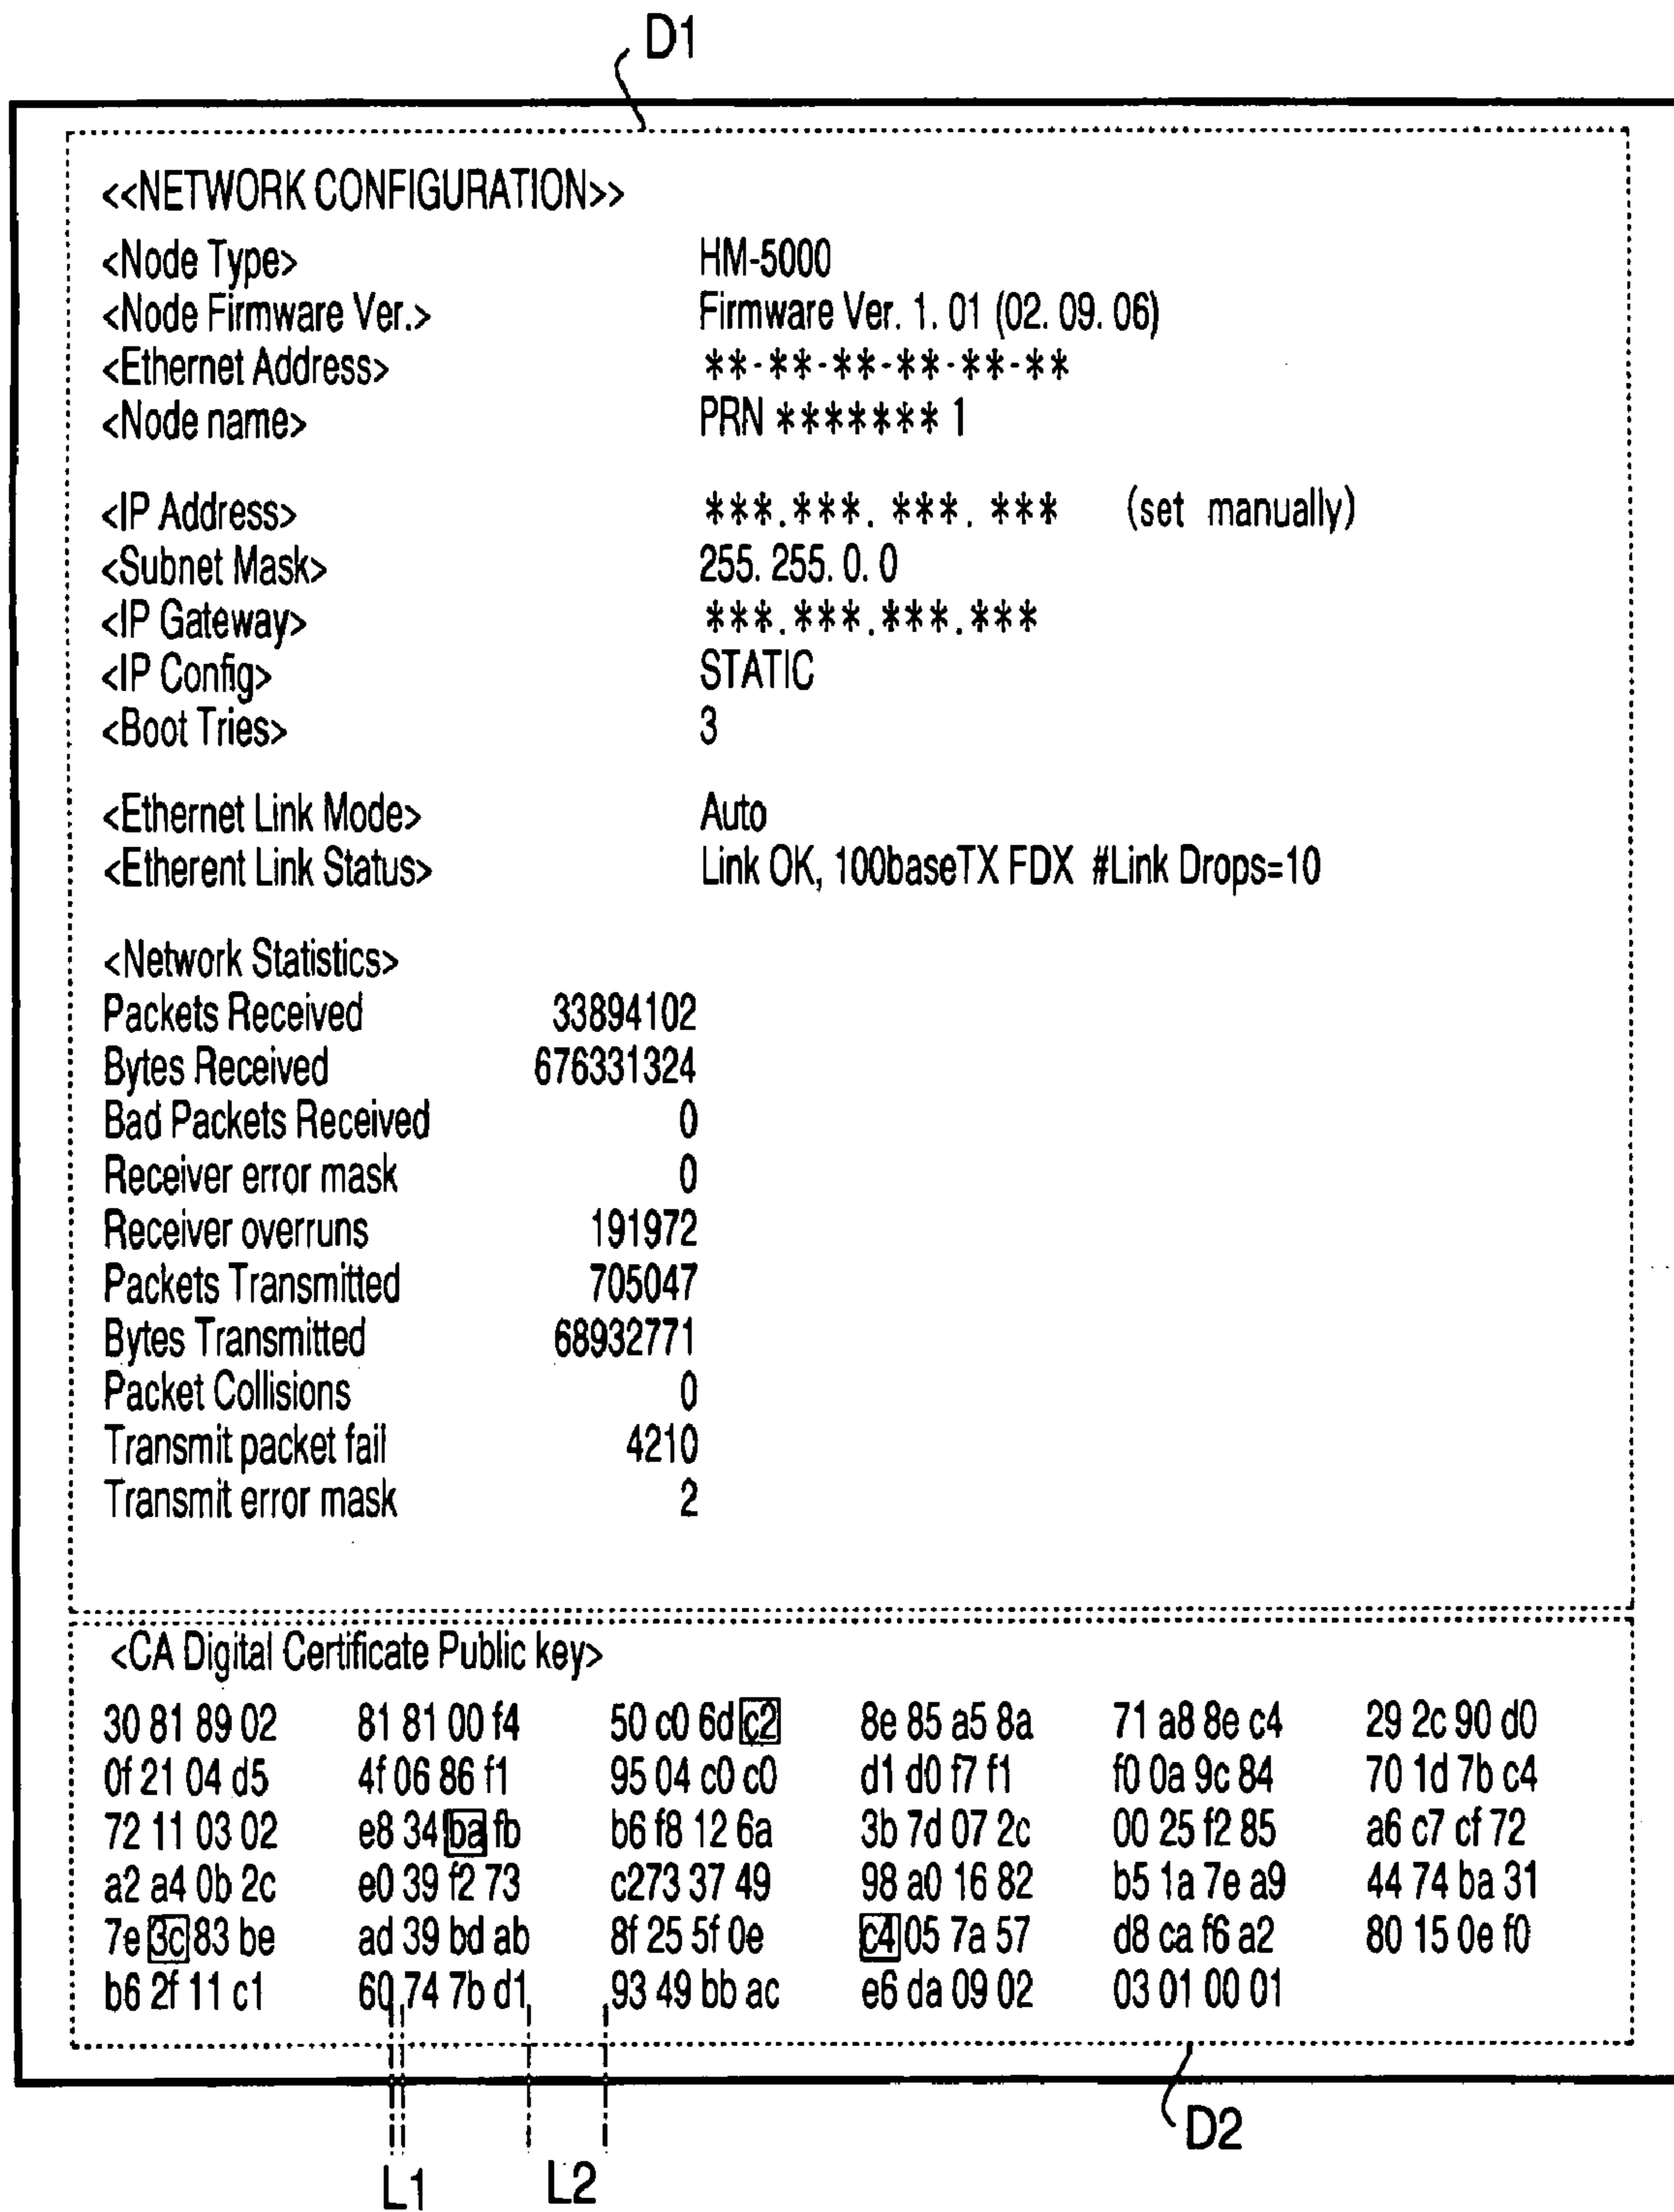 D1
<<NETWORK CONFIGURATION>>
<Node Type> HM-5000
<Node Firmware Ver.> Firmware Ver. 1. 01 (02. 09. 06)
<Ethernet Address> **-**-**-**-**-**
<Node name> PRN ******* 1
<IP Address> ***.***. ***. *** (set manually)
<Subnet Mask> 255. 255. 0. 0
<IP Gateway> ***.***.***.***
<IP Config> STATIC
<Boot Tries> 3
<Ethernet Link Mode> Auto
<Etherent Link Status> Link OK, 100baseTX FDX #Link Drops=10
<Network Statistics>
Packets Received 33894102
Bytes Received 676331324
Bad Packets Received 0
Receiver error mask 0
Receiver overruns 191972
Packets Transmitted 705047
Bytes Transmitted 68932771
Packet Collisions 0
Transmit packet fail 4210
Transmit error mask 2
<CA Digital Certificate Public key>
30 81 89 02 81 81 00 f4 50 c0 6d c2 8e 85 a5 8a 71 a8 8e c4 29 2c 90 d0
0f 21 04 d5 4f 06 86 f1 95 04 c0 c0 d1 d0 f7 f1 f0 0a 9c 84 70 1d 7b c4
72 11 03 02 e8 34 ba fb b6 f8 12 6a 3b 7d 07 2c 00 25 f2 85 a6 c7 cf 72
a2 a4 0b 2c e0 39 f2 73 c273 37 49 98 a0 16 82 b5 1a 7e a9 44 74 ba 31
7e 3c 83 be ad 39 bd ab 8f 25 5f 0e c4 05 7a 57 d8 ca f6 a2 80 15 0e f0
b6 2f 11 c1 60 74 7b d1 93 49 bb ac e6 da 09 02 03 01 00 01
D2
L1 L2